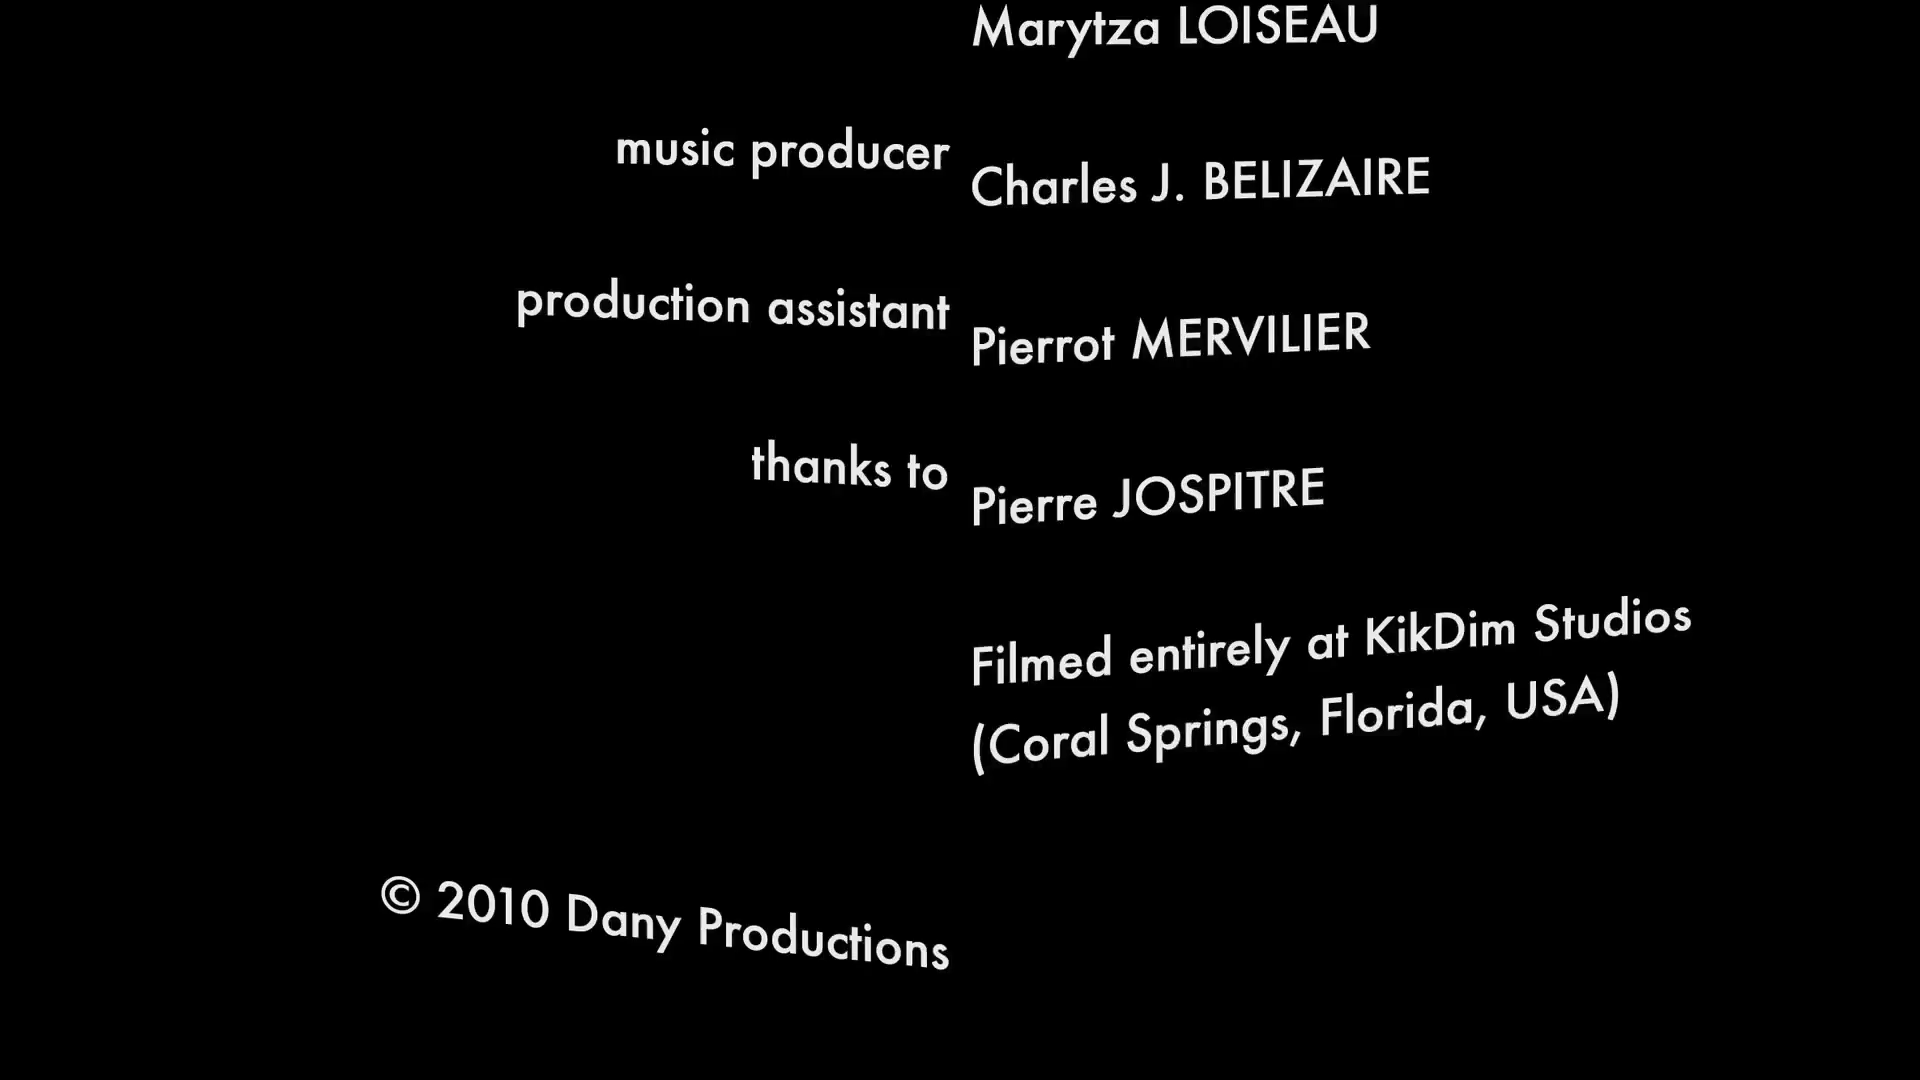 Marytza LOISEAU
music producer Charles J. BELIZAIRE
production assistant Pierrot MERVILIER
thanks to Pierre JOSPITRE
Filmed entirely at KikDim Studios
(Coral Springs, Florida, USA)
© 2010 Dany Productions